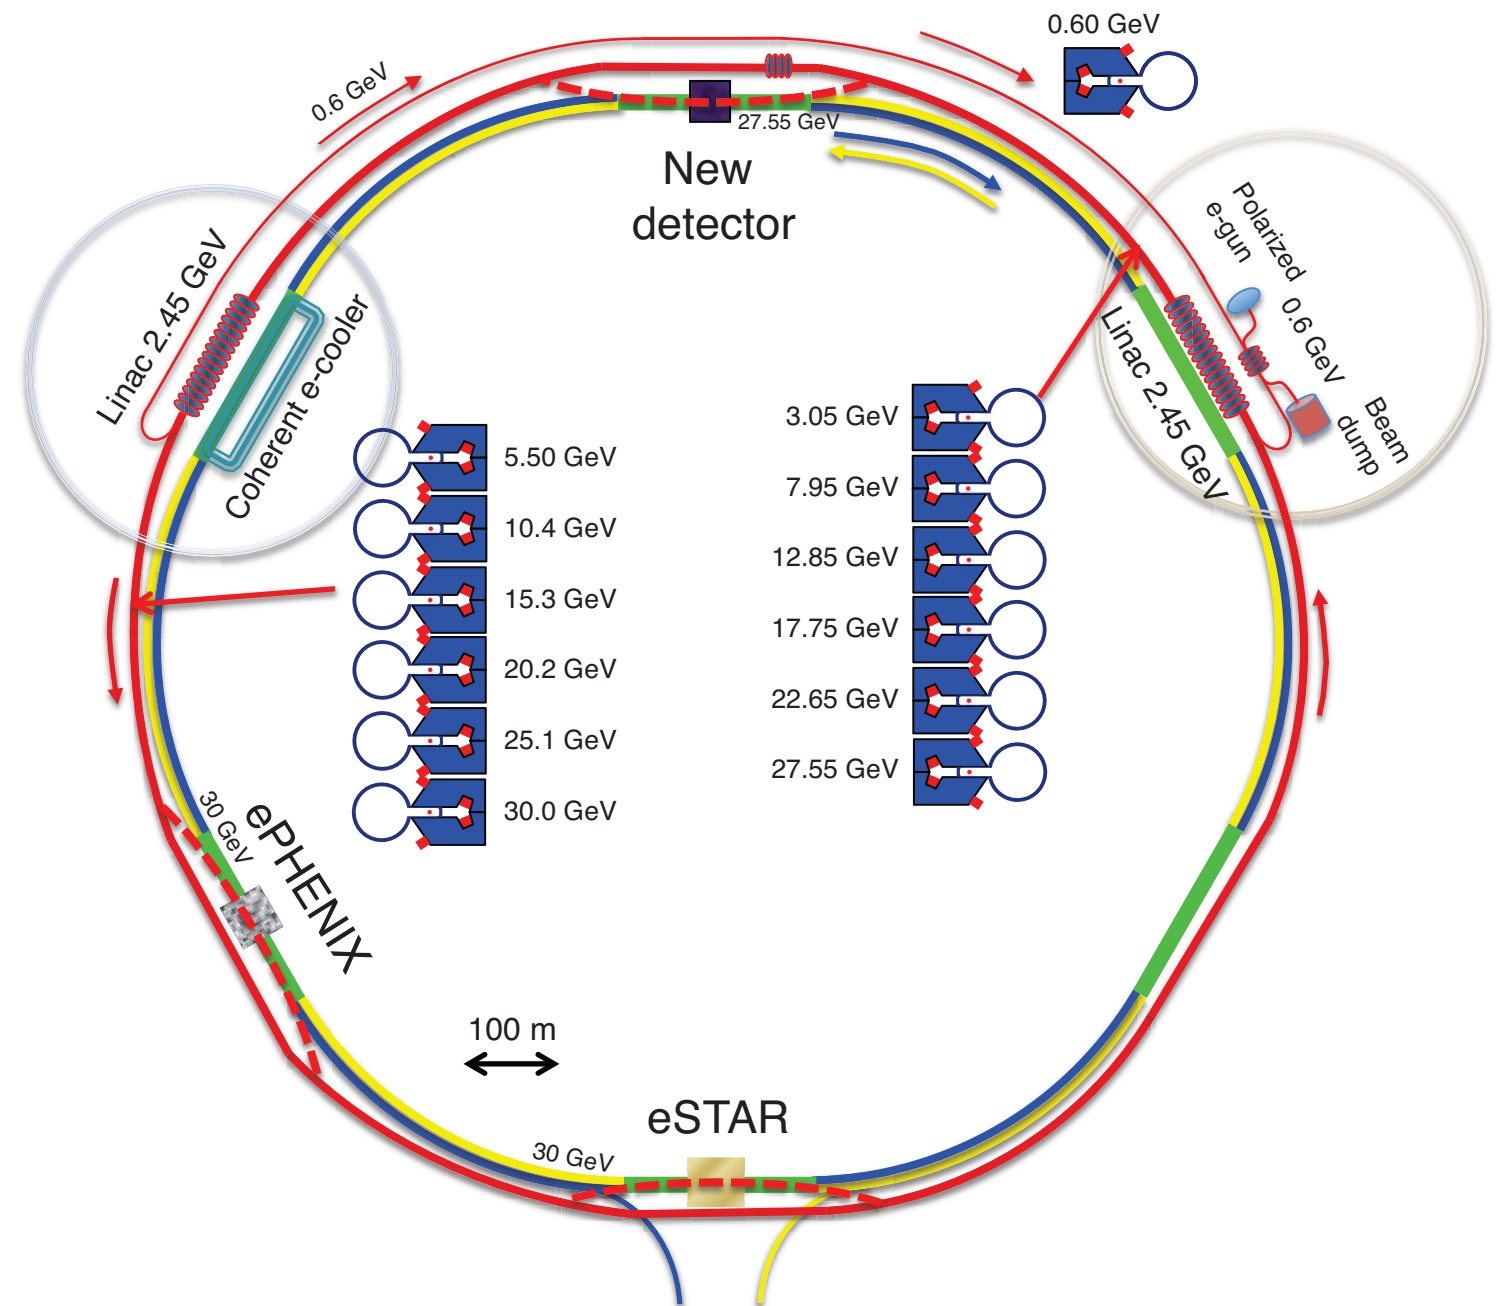 0.60 GeV
0.6 GeV
27.55 GeV
New
detector
Polarized
e-gun
Linac 2.45 GeV
0.6 GeV
Linac 2.45 GeV
Coherent e-cooler
Beam
dump
5.50 GeV
10.4 GeV
15.3 GeV
20.2 GeV
25.1 GeV
30.0 GeV
3.05 GeV
7.95 GeV
12.85 GeV
17.75 GeV
22.65 GeV
27.55 GeV
30 GeV
ePHENIX
100 m
eSTAR
30 GeV